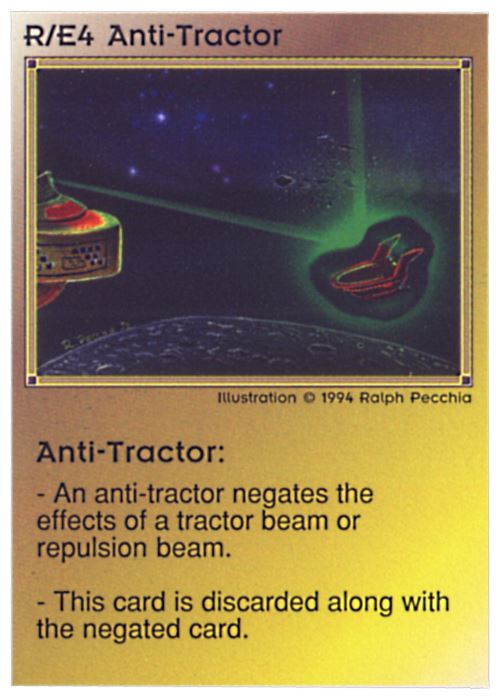 R/E4 Anti-Tractor
Illustration © 1994 Ralph Pecchia
Anti-Tractor:
- An anti-tractor negates the
effects of a tractor beam or
repulsion beam.
- This card is discarded along with
the negated card.